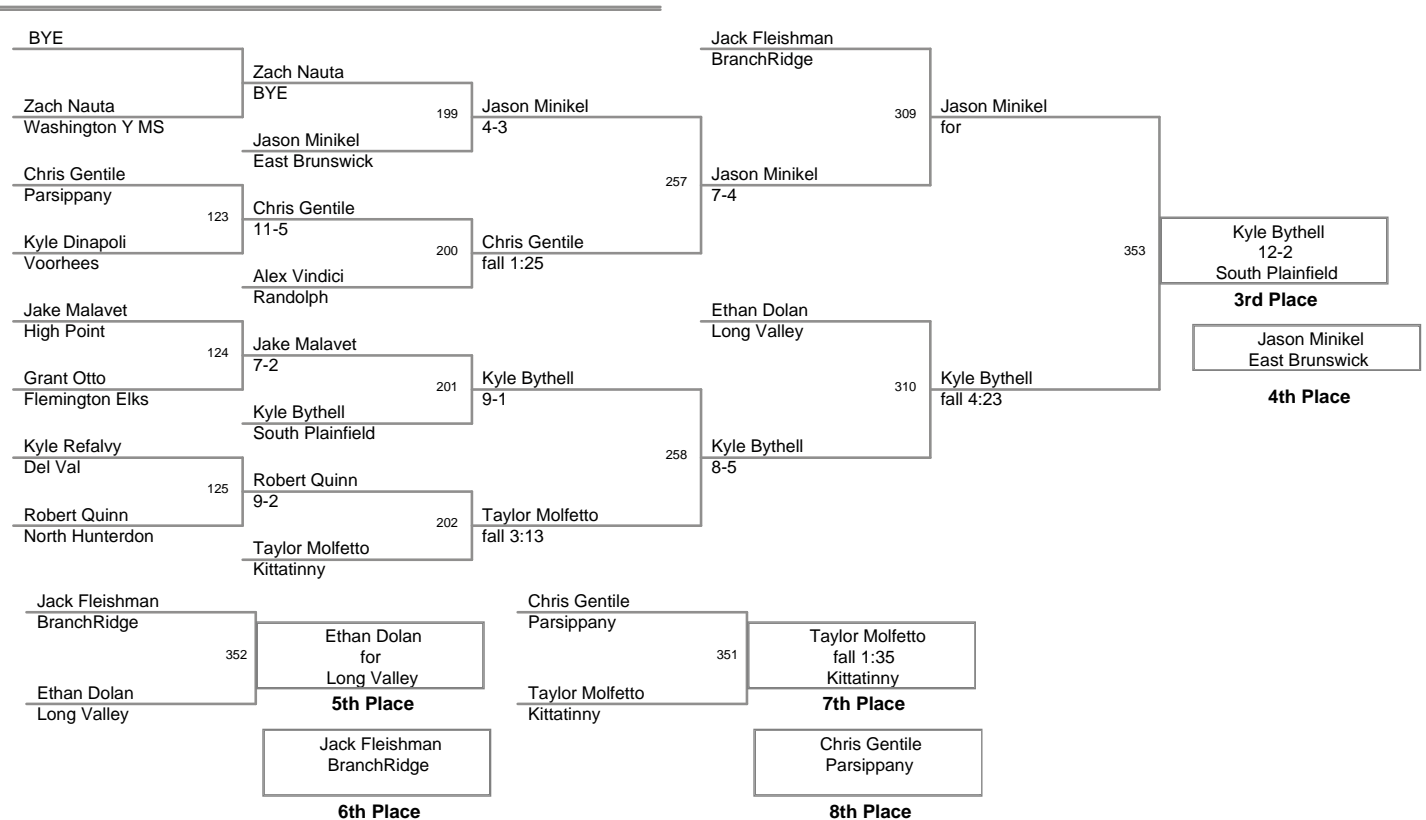 BYE
Zach Nauta
Washington Y MS
Chris Gentile
Parsippany
123
Kyle Dinapoli
Voorhees
Jake Malavet
High Point
124
Grant Otto
Flemington Elks
Kyle Refalvy
Del Val
125
Robert Quinn
North Hunterdon
Zach Nauta
BYE
199
Jason Minikel
East Brunswick
Chris Gentile
11-5
200
Alex Vindici
Randolph
Jake Malavet
7-2
201
Kyle Bythell
South Plainfield
Robert Quinn
9-2
202
Taylor Molfetto
Kittatinny
Jason Minikel
4-3
257
Chris Gentile
fall 1:25
Kyle Bythell
9-1
258
Taylor Molfetto
fall 3:13
Jack Fleishman
BranchRidge
309
Jason Minikel
7-4
Ethan Dolan
Long Valley
310
Kyle Bythell
8-5
Jason Minikel
for
353
Kyle Bythell
fall 4:23
Kyle Bythell
12-2
South Plainfield
3rd Place
Jason Minikel
East Brunswick
4th Place
Jack Fleishman
BranchRidge
352
Ethan Dolan
Long Valley
Ethan Dolan
for
Long Valley
5th Place
Jack Fleishman
BranchRidge
6th Place
Chris Gentile
Parsippany
351
Taylor Molfetto
Kittatinny
Taylor Molfetto
fall 1:35
Kittatinny
7th Place
Chris Gentile
Parsippany
8th Place